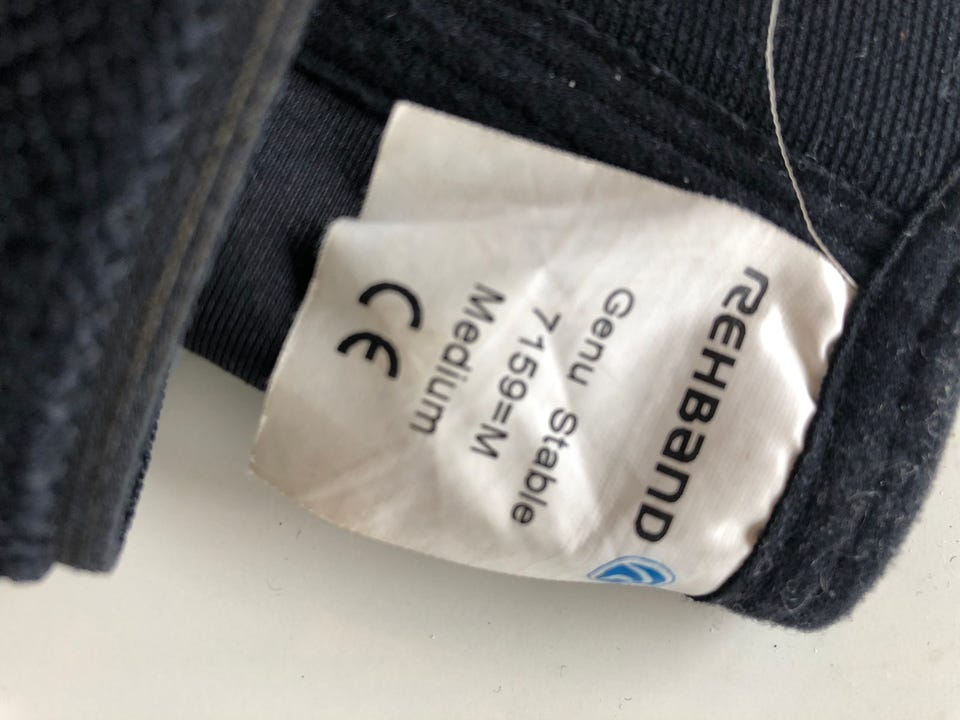 REHBAND
Genu Stable
7159=M
Medium
CE